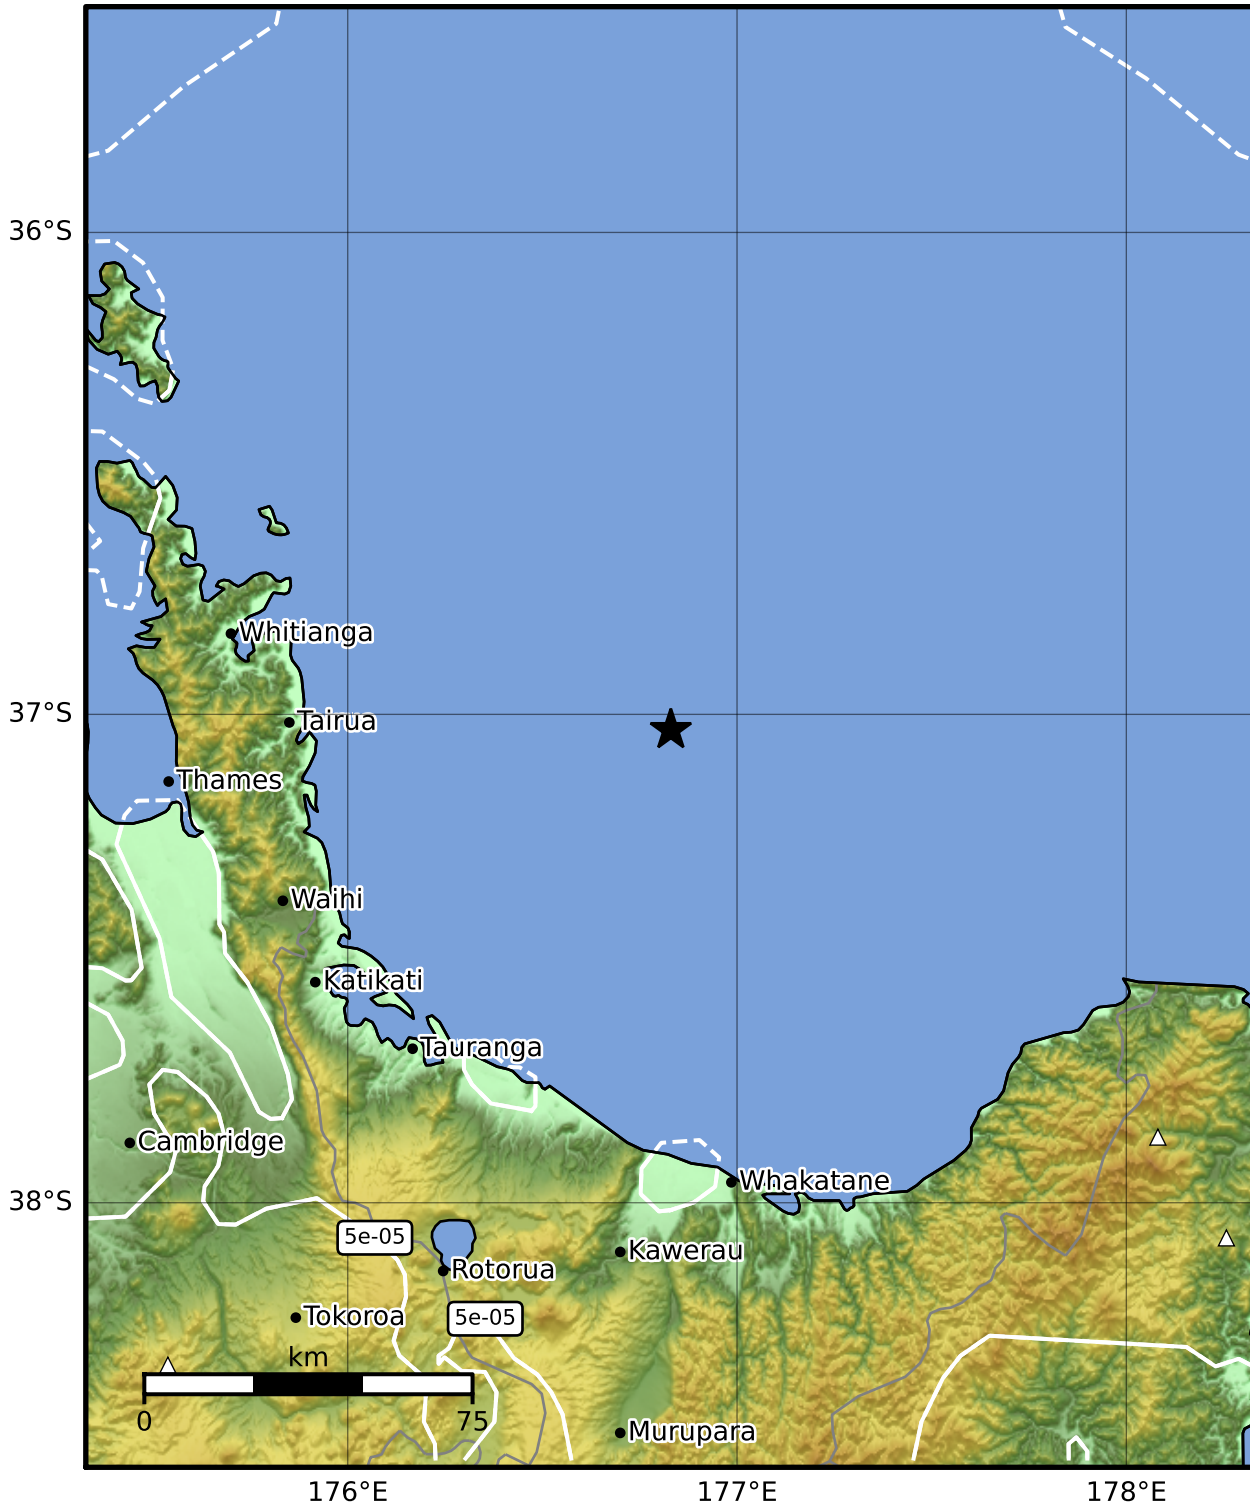 36°S
Whitianga
37°S
Tairua
Thames
Waihi
Katikati
Tauranga
Cambridge
38°S
Whakatane
5e-05
Kawerau
Rotorua
Tokoroa
5e-05
km
0
75
Murupara
176°E
177°E
178°E